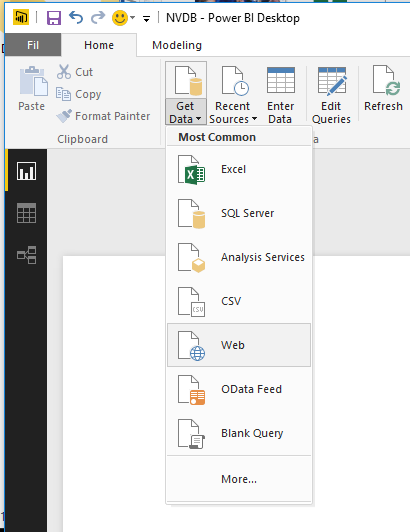 NVDB - Power BI Desktop
Fil Home Modeling
Paste
Cut
Copy
Format Painter
Clipboard
Get Data
Recent Sources
Enter Data
Edit Queries
Refresh
Most Common
Excel
SQL Server
Analysis Services
CSV
CSV
Web
OData Feed
Blank Query
More...